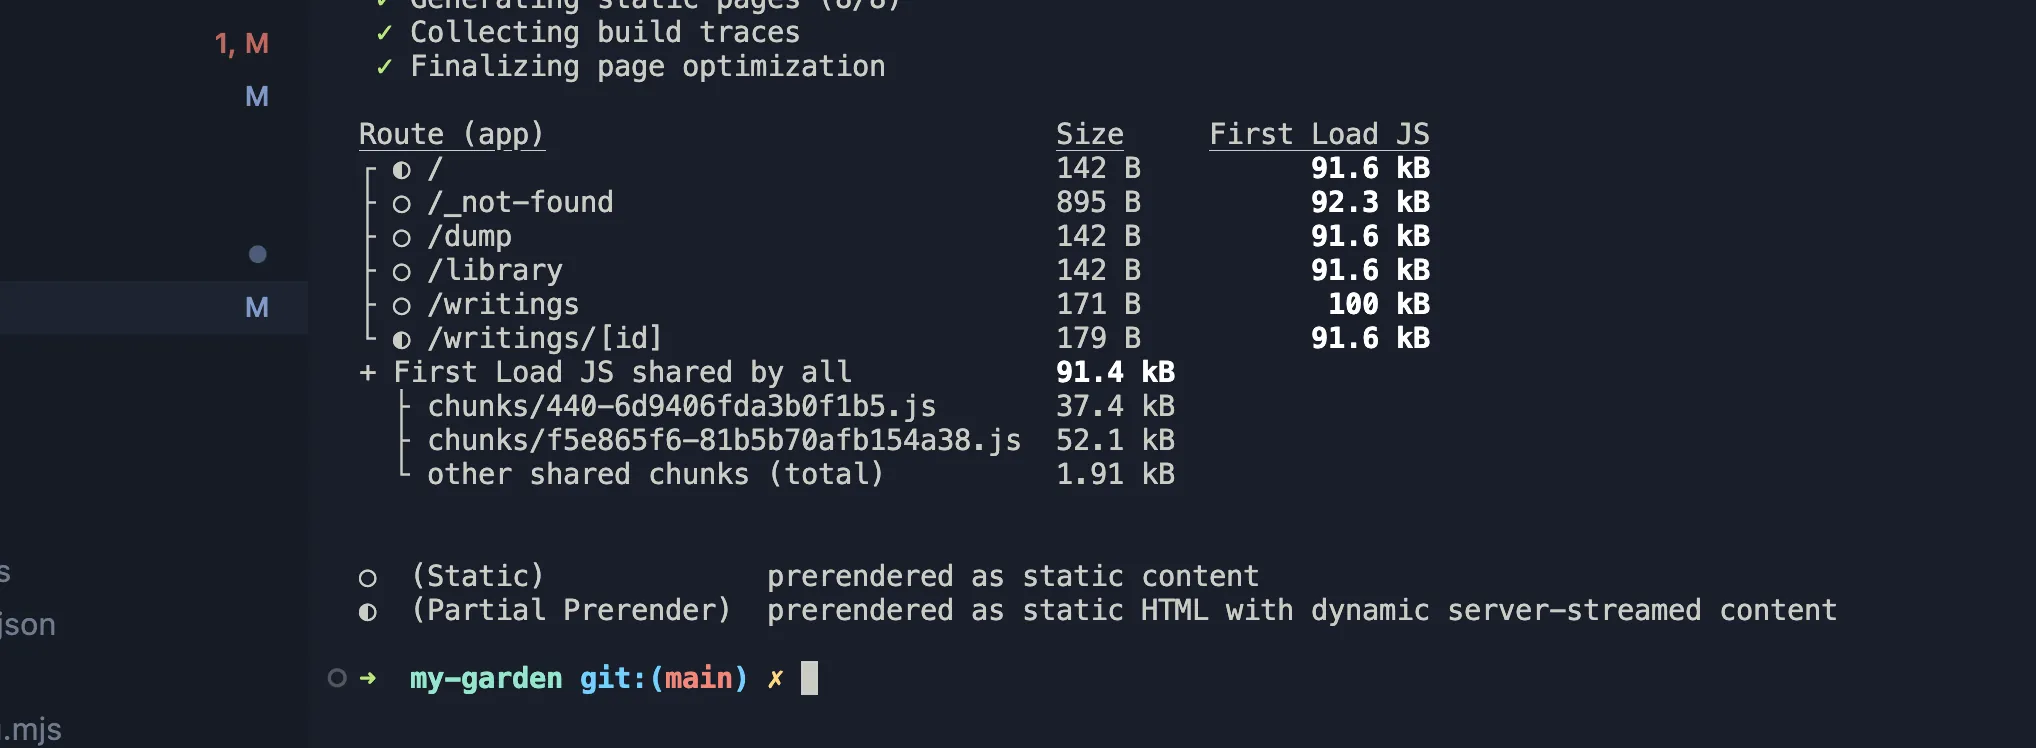 ✓ Generating static pages (8/8)
✓ Collecting build traces
✓ Finalizing page optimization
1, M
M
Route (app) Size First Load JS
┌ ◐ / 142 B 91.6 kB
├ ○ /_not-found 895 B 92.3 kB
├ ○ /dump 142 B 91.6 kB
├ ○ /library 142 B 91.6 kB
├ ○ /writings 171 B 100 kB
└ ◐ /writings/[id] 179 B 91.6 kB
M
+ First Load JS shared by all 91.4 kB
├ chunks/440-6d9406fda3b0f1b5.js 37.4 kB
├ chunks/f5e865f6-81b5b70afb154a38.js 52.1 kB
└ other shared chunks (total) 1.91 kB
○ (Static) prerendered as static content
◐ (Partial Prerender) prerendered as static HTML with dynamic server-streamed content
s
json
➜ my-garden git:(main) ✗
.mjs